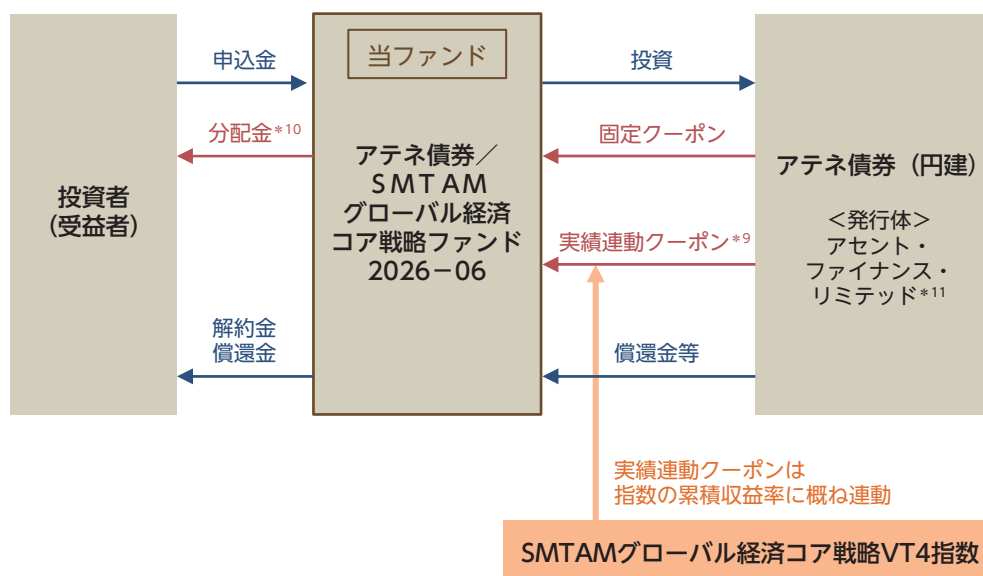 投資者
(受益者)
申込金
分配金*10
解約金
償還金
当ファンド
アテネ債券／
ＳＭＴＡＭ
グローバル経済
コア戦略ファンド
2026－06
投資
固定クーポン
実績連動クーポン*9
償還金等
アテネ債券（円建）
＜発行体＞
アセント・
ファイナンス・
リミテッド*11
実績連動クーポンは
指数の累積収益率に概ね連動
SMTAMグローバル経済コア戦略VT4指数